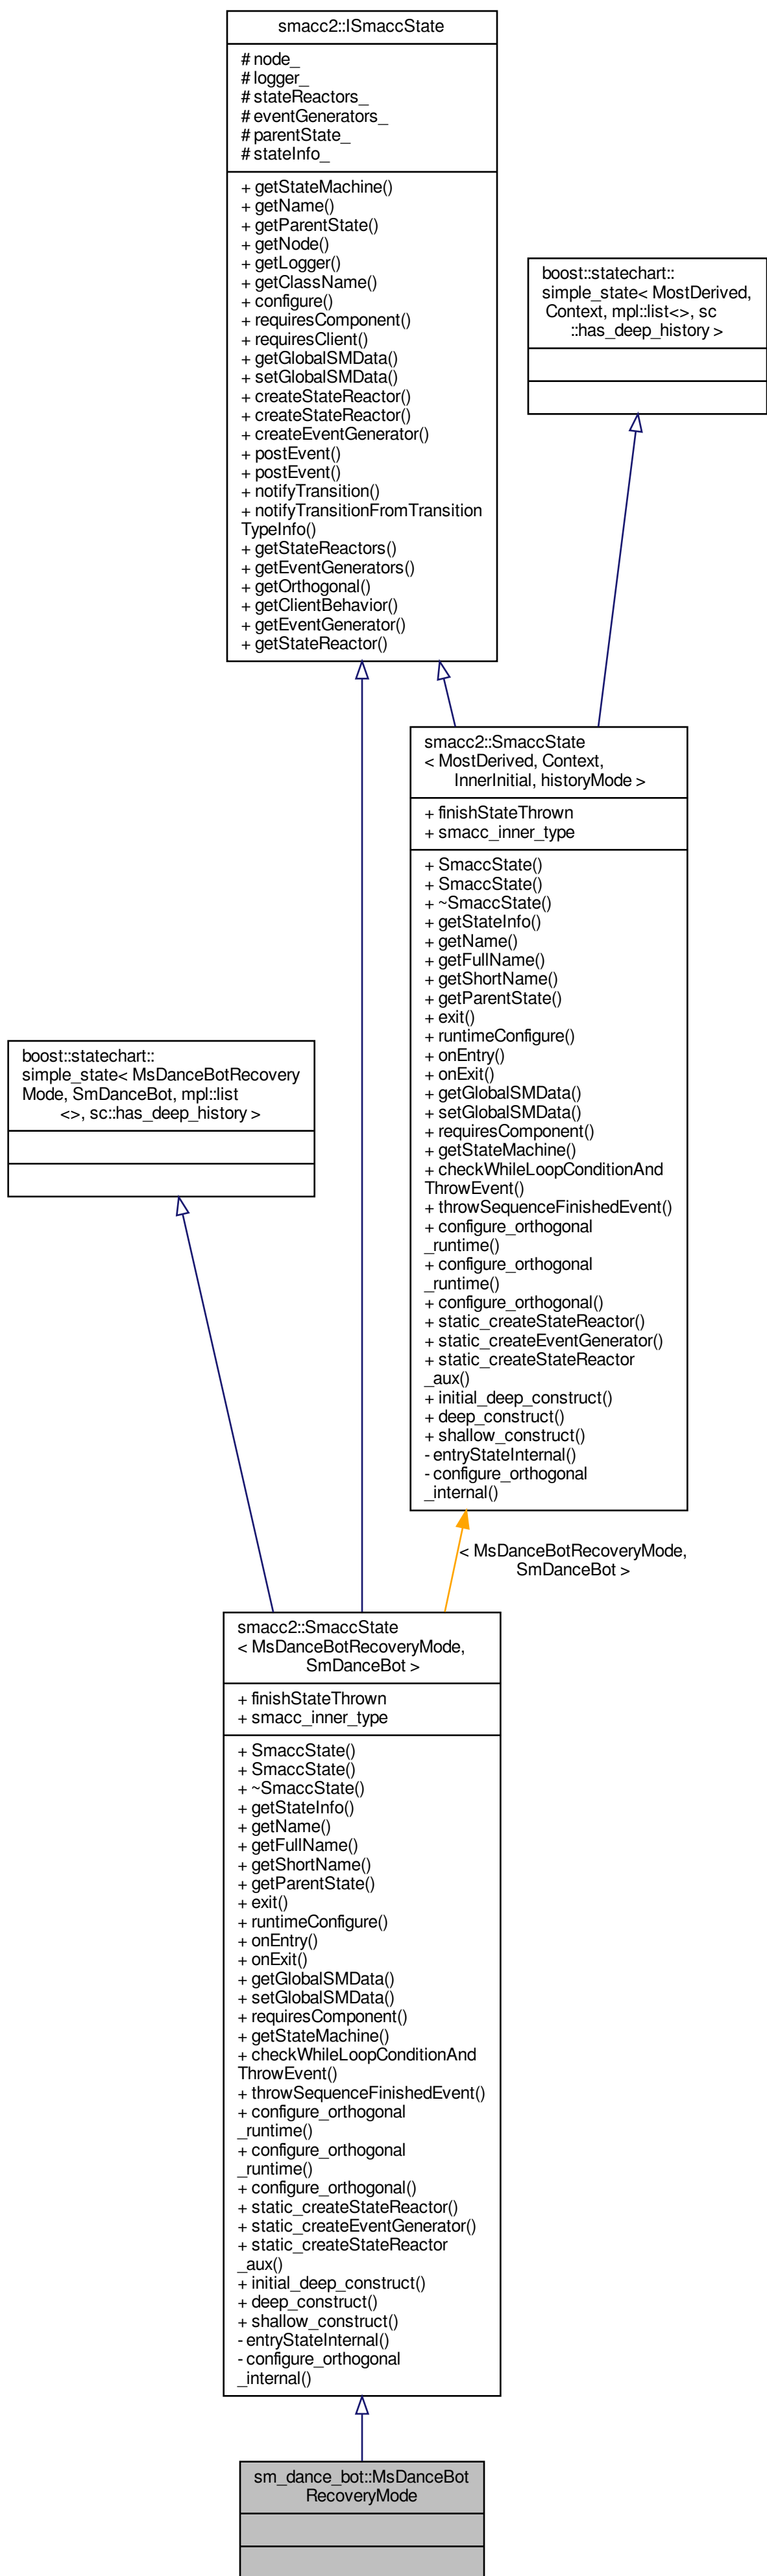 smacc2::ISmaccState
# node_
# logger_
# stateReactors_
# eventGenerators_
# parentState_
# stateInfo_
+ getStateMachine()
+ getName()
+ getParentState()
+ getNode()
+ getLogger()
+ getClassName()
+ configure()
+ requiresComponent()
+ requiresClient()
+ getGlobalSMData()
+ setGlobalSMData()
+ createStateReactor()
+ createStateReactor()
+ createEventGenerator()
+ postEvent()
+ postEvent()
+ notifyTransition()
+ notifyTransitionFromTransition
TypeInfo()
+ getStateReactors()
+ getEventGenerators()
+ getOrthogonal()
+ getClientBehavior()
+ getEventGenerator()
+ getStateReactor()
boost::statechart::
simple_state< MostDerived,
Context, mpl::list<>, sc
::has_deep_history >
smacc2::SmaccState
< MostDerived, Context,
InnerInitial, historyMode >
+ finishStateThrown
+ smacc_inner_type
+ SmaccState()
+ SmaccState()
+ ~SmaccState()
+ getStateInfo()
+ getName()
+ getFullName()
+ getShortName()
+ getParentState()
+ exit()
+ runtimeConfigure()
+ onEntry()
+ onExit()
+ getGlobalSMData()
+ setGlobalSMData()
+ requiresComponent()
+ getStateMachine()
+ checkWhileLoopConditionAnd
ThrowEvent()
+ throwSequenceFinishedEvent()
+ configure_orthogonal
_runtime()
+ configure_orthogonal
_runtime()
+ configure_orthogonal()
+ static_createStateReactor()
+ static_createEventGenerator()
+ static_createStateReactor
_aux()
+ initial_deep_construct()
+ deep_construct()
+ shallow_construct()
- entryStateInternal()
- configure_orthogonal
_internal()
boost::statechart::
simple_state< MsDanceBotRecovery
Mode, SmDanceBot, mpl::list
<>, sc::has_deep_history >
< MsDanceBotRecoveryMode,
SmDanceBot >
smacc2::SmaccState
< MsDanceBotRecoveryMode,
SmDanceBot >
+ finishStateThrown
+ smacc_inner_type
+ SmaccState()
+ SmaccState()
+ ~SmaccState()
+ getStateInfo()
+ getName()
+ getFullName()
+ getShortName()
+ getParentState()
+ exit()
+ runtimeConfigure()
+ onEntry()
+ onExit()
+ getGlobalSMData()
+ setGlobalSMData()
+ requiresComponent()
+ getStateMachine()
+ checkWhileLoopConditionAnd
ThrowEvent()
+ throwSequenceFinishedEvent()
+ configure_orthogonal
_runtime()
+ configure_orthogonal
_runtime()
+ configure_orthogonal()
+ static_createStateReactor()
+ static_createEventGenerator()
+ static_createStateReactor
_aux()
+ initial_deep_construct()
+ deep_construct()
+ shallow_construct()
- entryStateInternal()
- configure_orthogonal
_internal()
sm_dance_bot::MsDanceBot
RecoveryMode